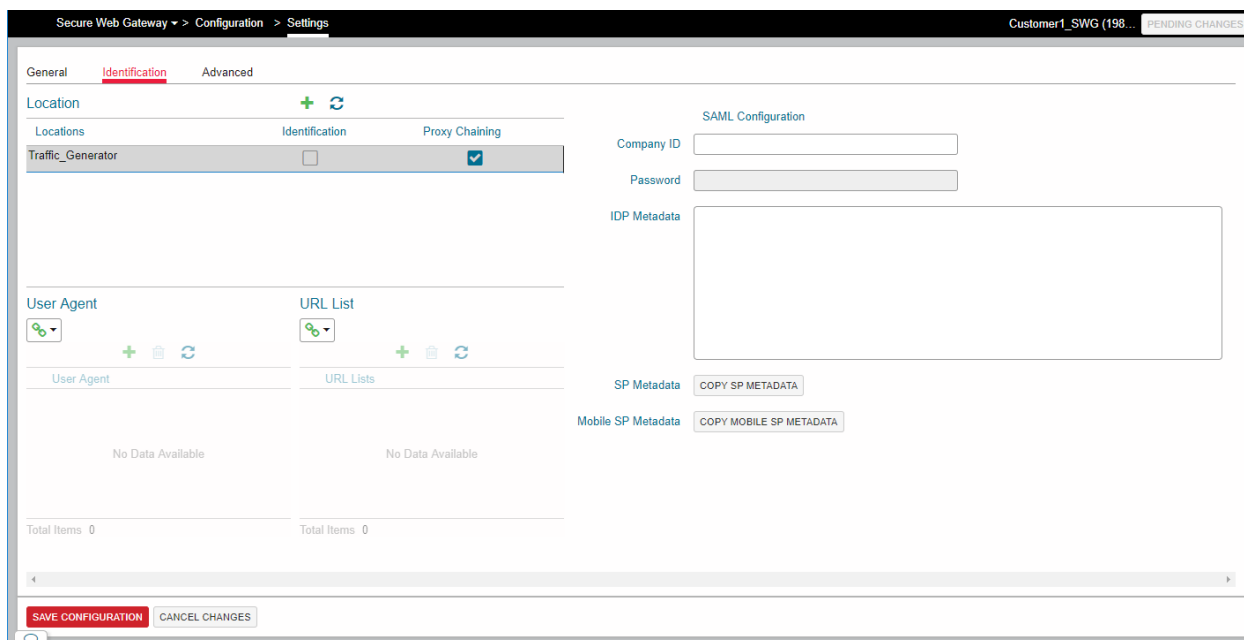 Secure Web Gateway > Configuration > Settings
Customer1_SWG (198... PENDING CHANGES
General Identification Advanced
Location
Locations Identification Proxy Chaining
Traffic_Generator
SAML Configuration
Company ID
Password
IDP Metadata
User Agent URL List
User Agent URL Lists
No Data Available No Data Available
Total Items 0 Total Items 0
SP Metadata COPY SP METADATA
Mobile SP Metadata COPY MOBILE SP METADATA
SAVE CONFIGURATION CANCEL CHANGES